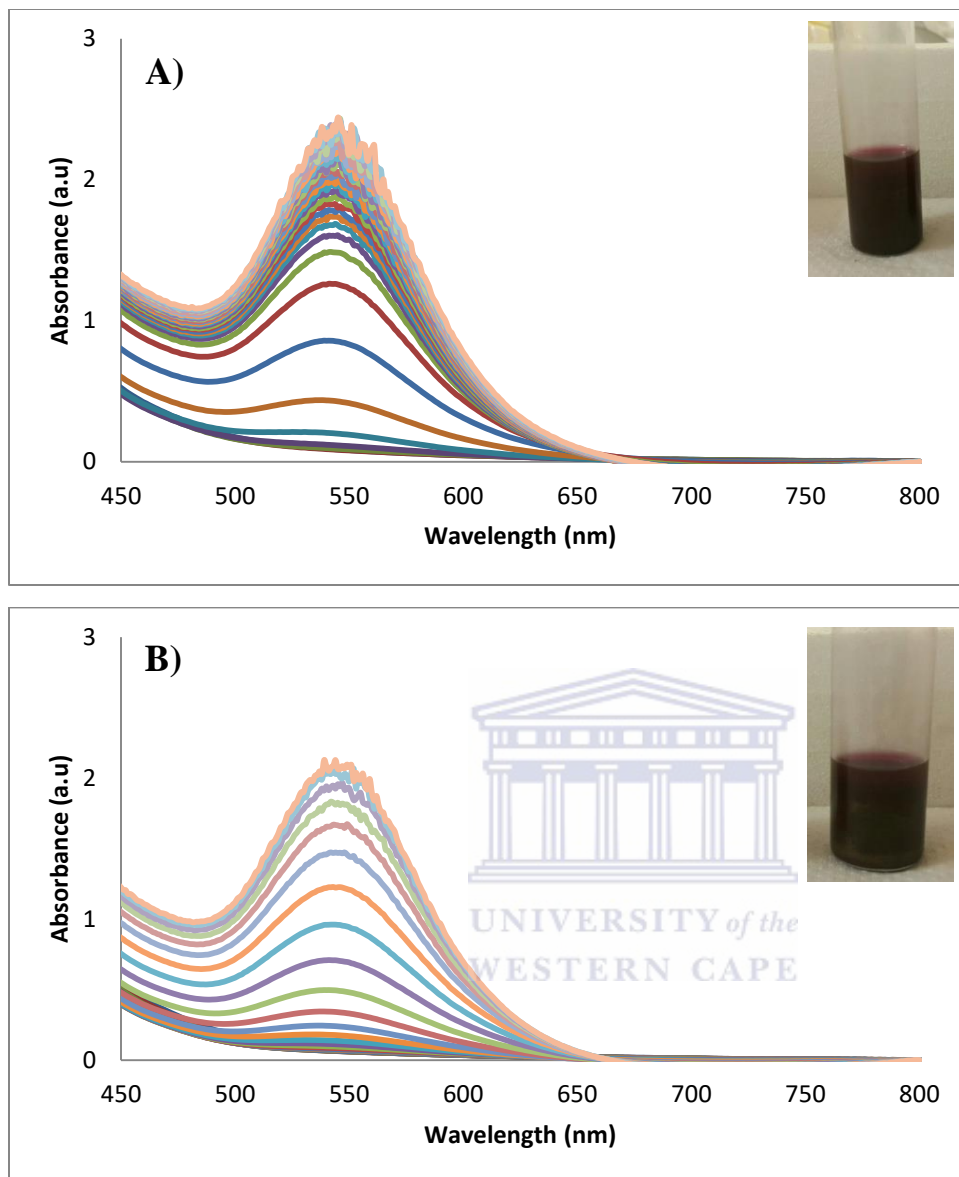 A)
3
2
1
0
Absorbance (a.u)
450 500 550 600 650 700 750 800
Wavelength (nm)
B)
3
2
1
0
Absorbance (a.u)
UNIVERSITY of the
WESTERN CAPE
450 500 550 600 650 700 750 800
Wavelength (nm)